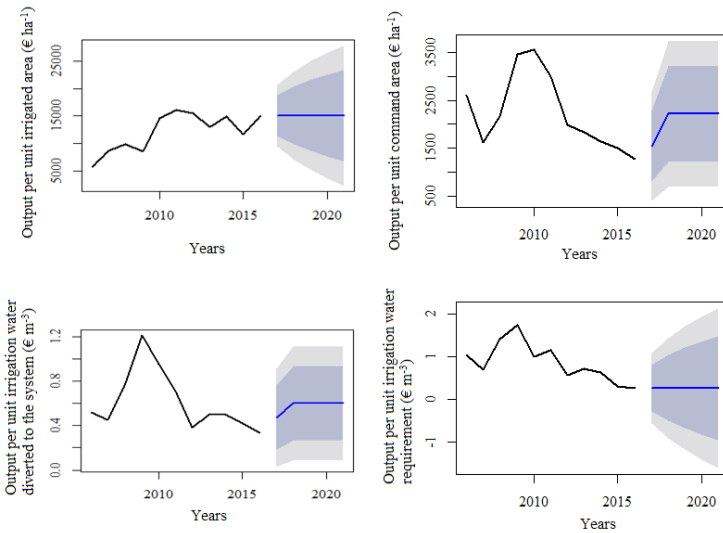 Output per unit irrigated area (€ ha⁻¹)
5000
15000
25000
2010
2015
2020
Years
Output per unit command area (€ ha⁻¹)
500
1500
2500
3500
2010
2015
2020
Years
Output per unit irrigation water
diverted to the system (€ m⁻³)
0.0
0.4
0.8
1.2
2010
2015
2020
Years
Output per unit irrigation water
requirement (€ m⁻³)
-1
0
1
2
2010
2015
2020
Years